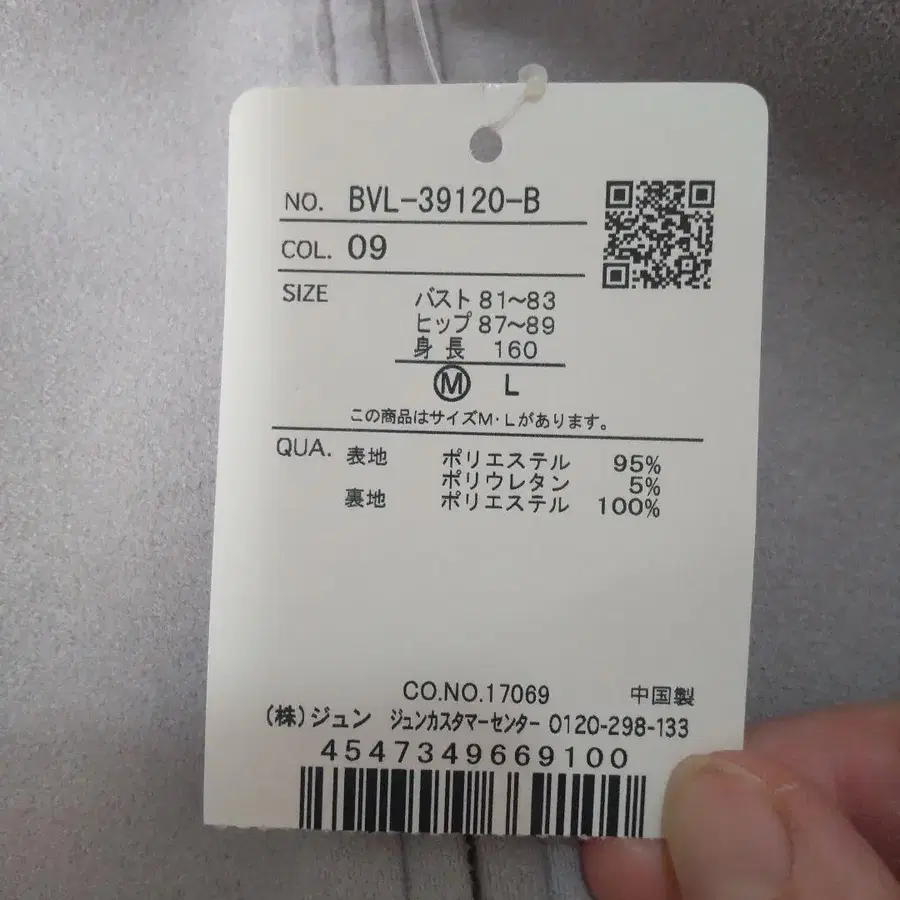 NO. BVL-39120-B
COL. 09
SIZE バスト 81〜83
ヒップ 87〜89
身長 160
Ⓜ L
この商品はサイズM・Lがあります。
QUA. 表地 ポリエステル 95%
ポリウレタン 5%
裏地 ポリエステル 100%
CO.NO.17069 中国製
(株)ジュン ジュンカスタマーセンター 0120-298-133
4547349669100